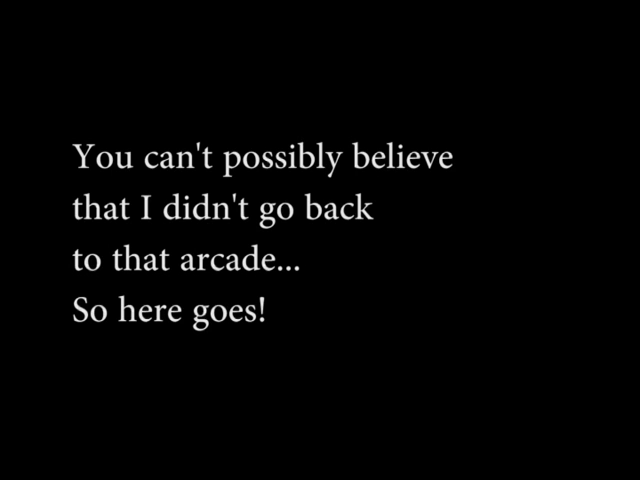 You can't possibly believe
that I didn't go back
to that arcade...
So here goes!